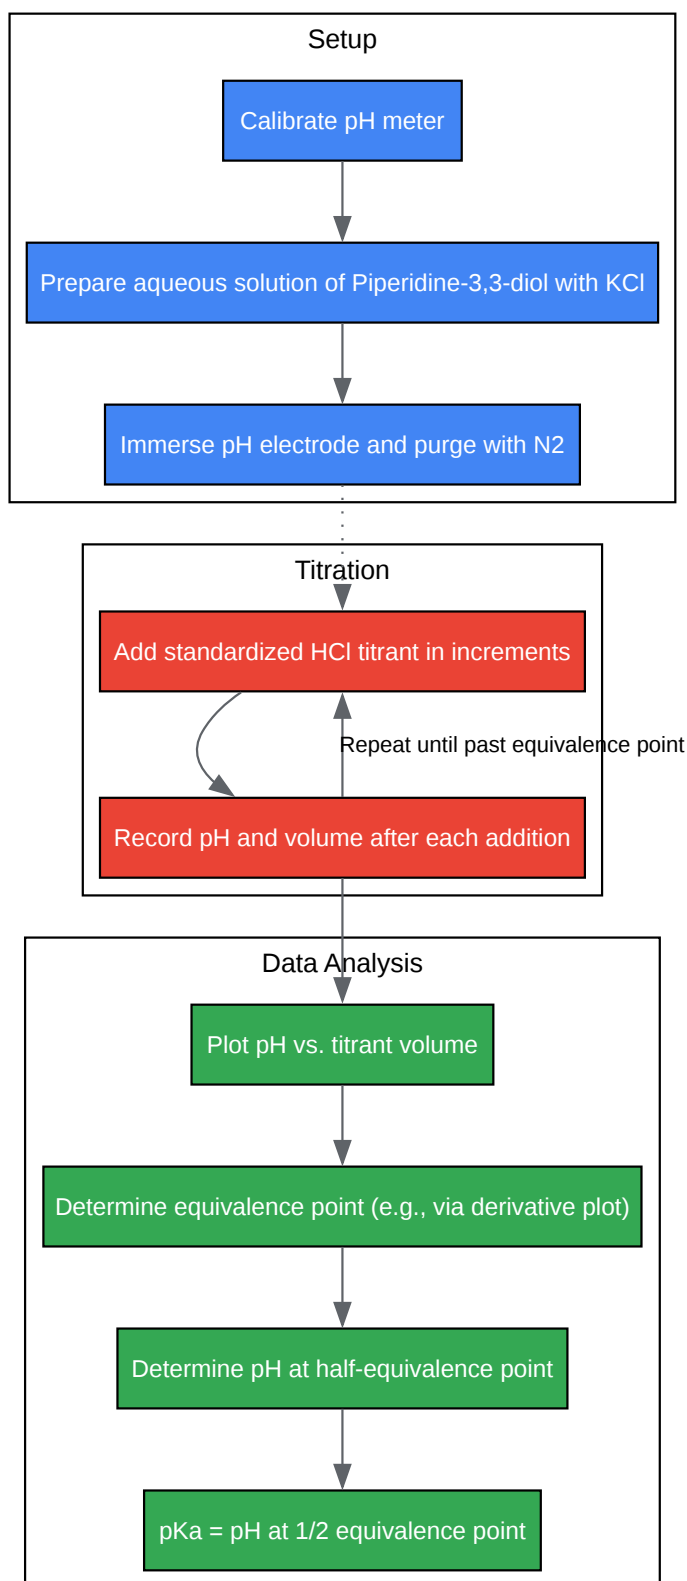 Setup
Calibrate pH meter
Prepare aqueous solution of Piperidine-3,3-diol with KCl
Immerse pH electrode and purge with N2
Titration
Add standardized HCl titrant in increments
Repeat until past equivalence point
Record pH and volume after each addition
Data Analysis
Plot pH vs. titrant volume
Determine equivalence point (e.g., via derivative plot)
Determine pH at half-equivalence point
pKa = pH at 1/2 equivalence point